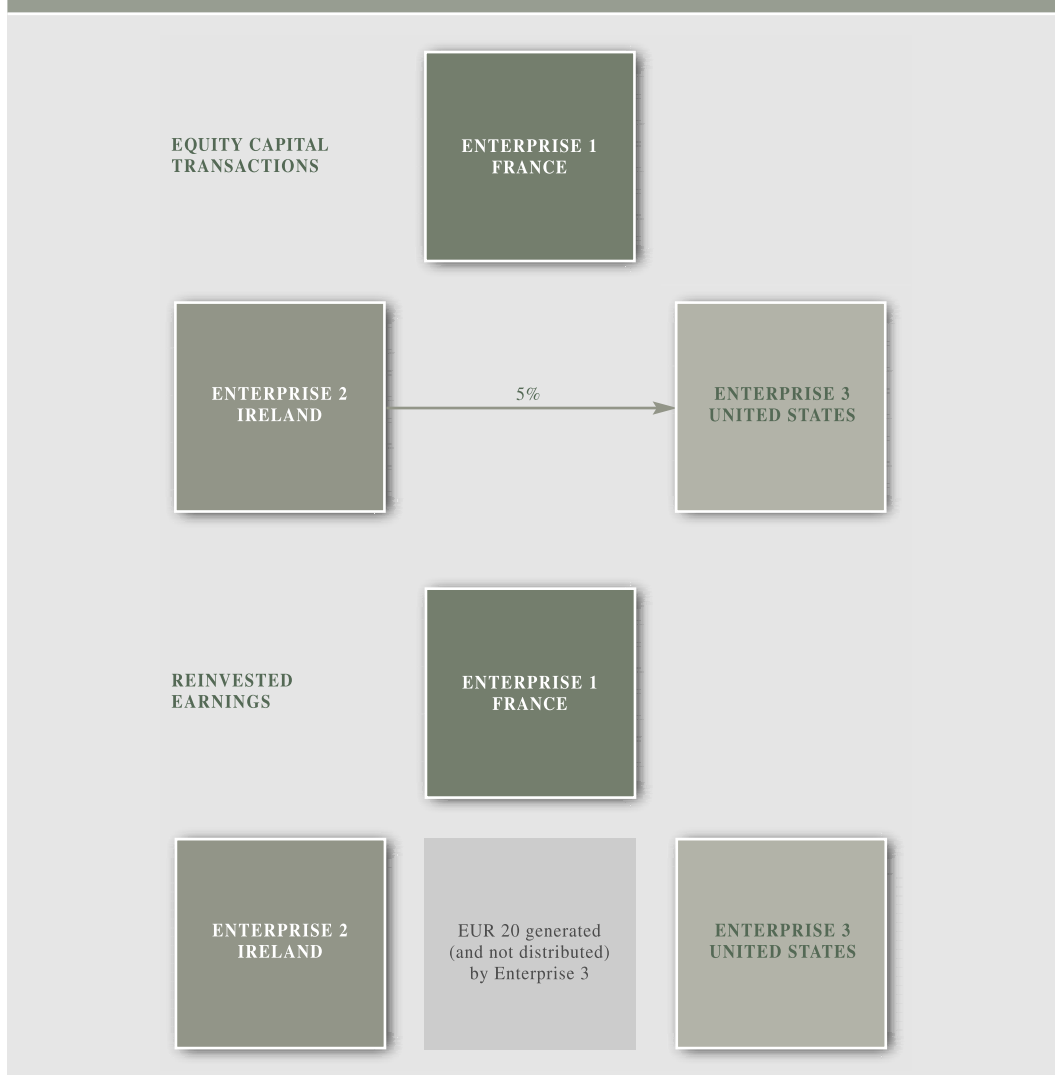 EQUITY CAPITAL
TRANSACTIONS
ENTERPRISE 1
FRANCE
ENTERPRISE 2
IRELAND
5%
ENTERPRISE 3
UNITED STATES
REINVESTED
EARNINGS
ENTERPRISE 1
FRANCE
ENTERPRISE 2
IRELAND
EUR 20 generated
(and not distributed)
by Enterprise 3
ENTERPRISE 3
UNITED STATES